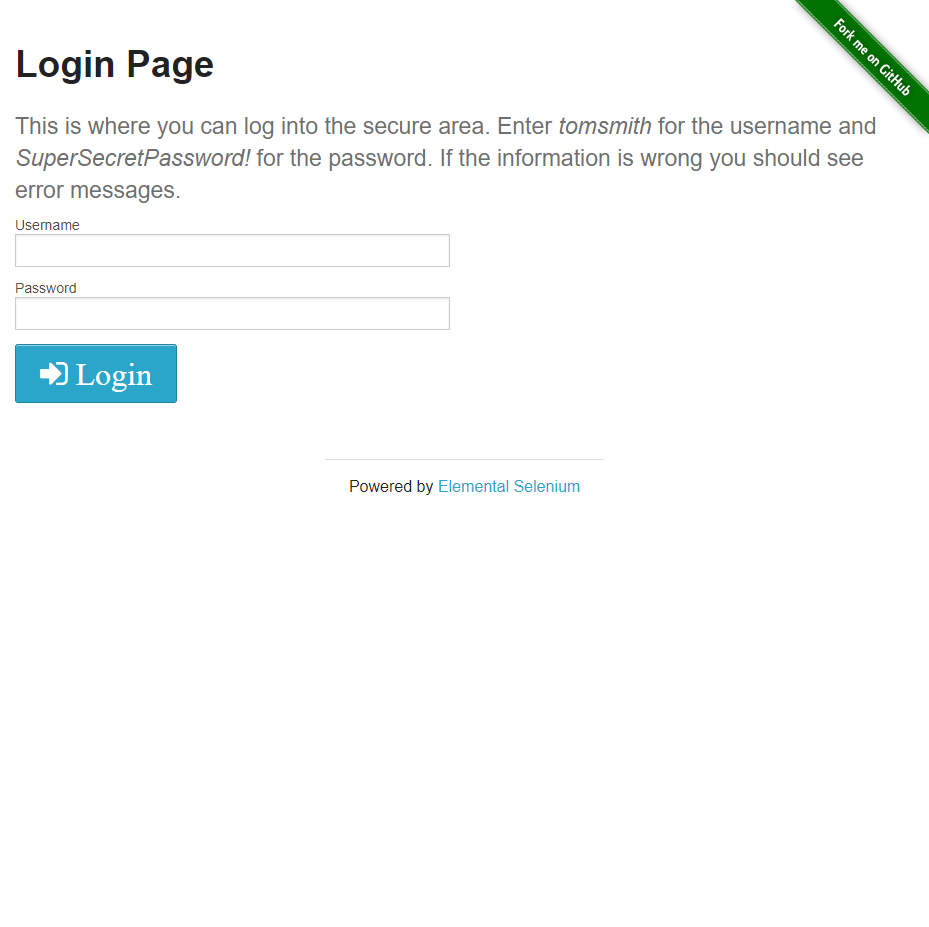 Fork me on GitHub
Login Page
This is where you can log into the secure area. Enter tomsmith for the username and
SuperSecretPassword! for the password. If the information is wrong you should see
error messages.
Username
Password
Login
Powered by Elemental Selenium